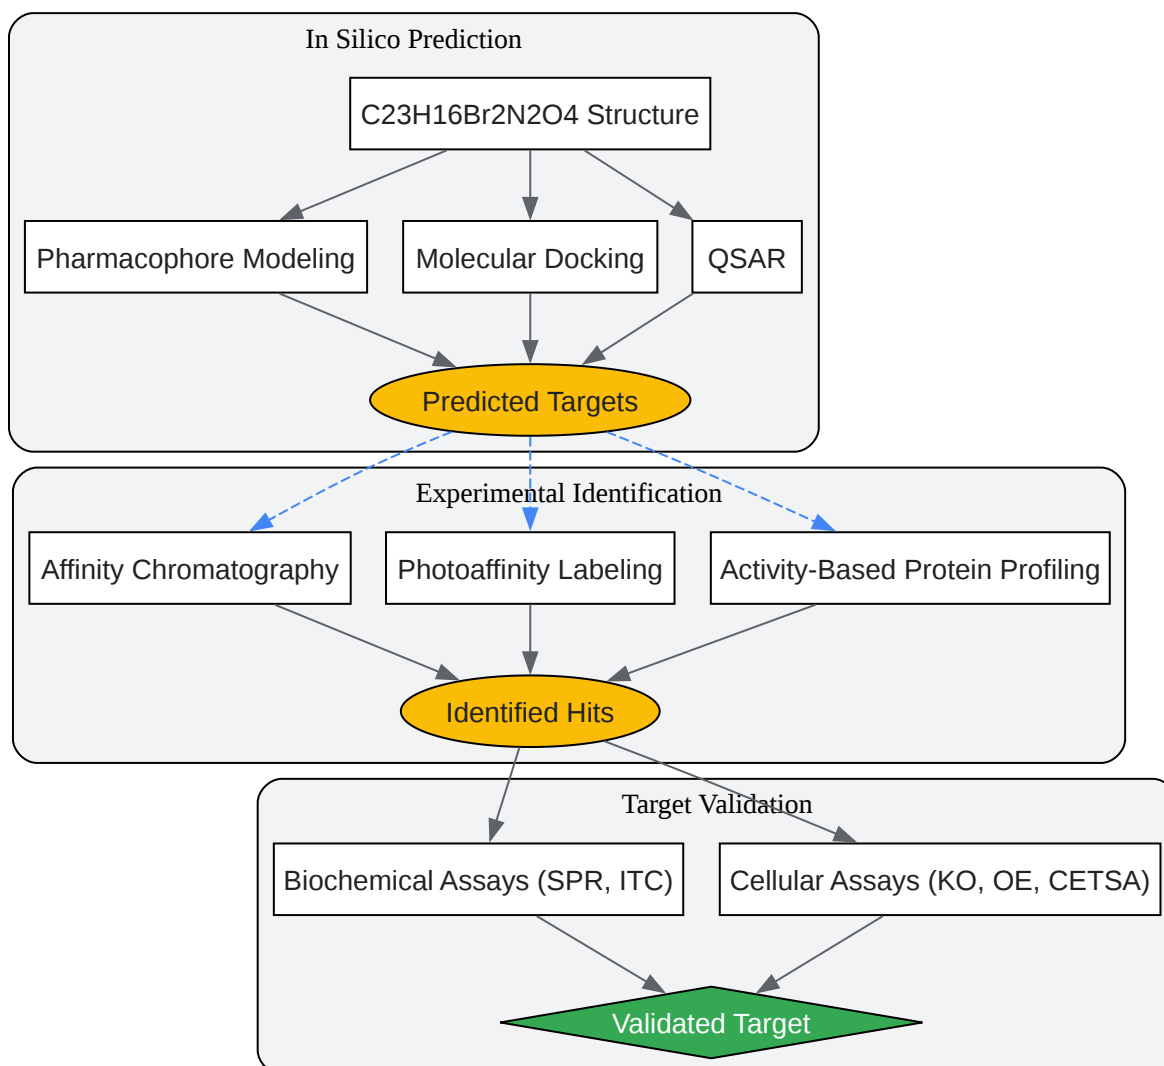 In Silico Prediction
C23H16Br2N2O4 Structure
Pharmacophore Modeling
Molecular Docking
QSAR
Predicted Targets
Experimental Identification
Affinity Chromatography
Photoaffinity Labeling
Activity-Based Protein Profiling
Identified Hits
Target Validation
Biochemical Assays (SPR, ITC)
Cellular Assays (KO, OE, CETSA)
Validated Target